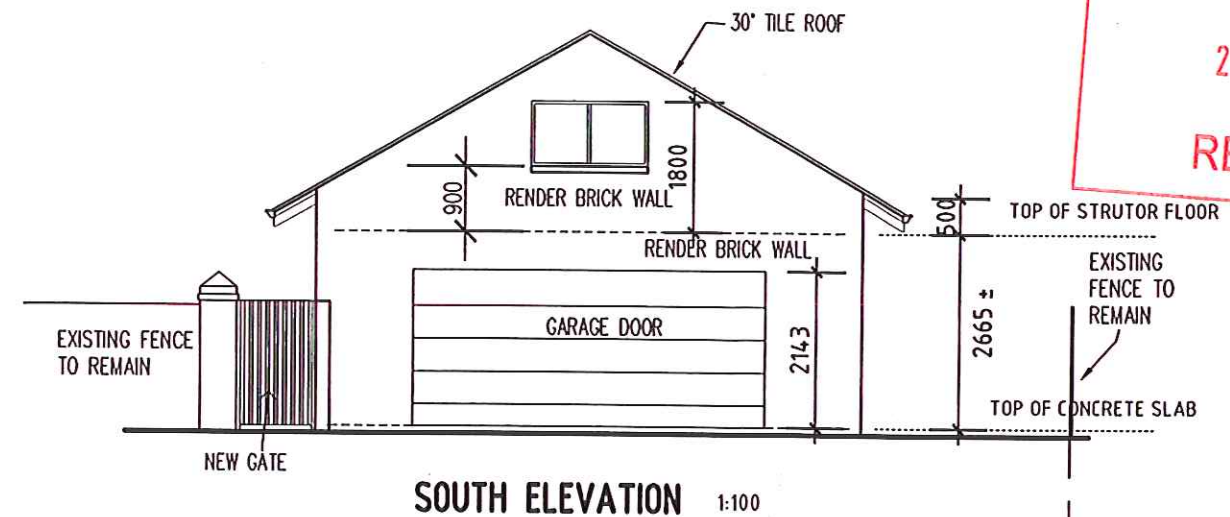 30° TILE ROOF
2
RE
1800
900
RENDER BRICK WALL
500
TOP OF STRUTOR FLOOR
RENDER BRICK WALL
EXISTING
FENCE TO
REMAIN
2665 ±
EXISTING FENCE
TO REMAIN
GARAGE DOOR
2143
TOP OF CONCRETE SLAB
NEW GATE
SOUTH ELEVATION 1:100